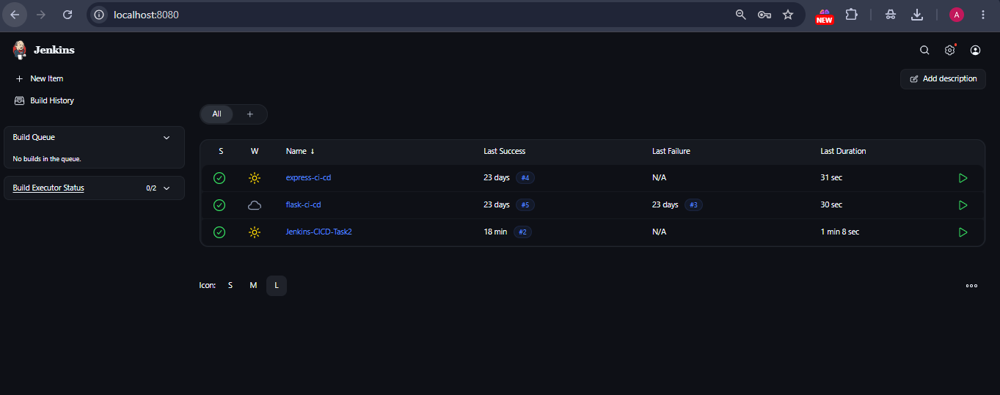 localhost:8080
NEW
A
Jenkins
New Item
Add description
Build History
All
Build Queue
No builds in the queue.
Build Executor Status 0/2
S W Name ↓ Last Success Last Failure Last Duration
express-ci-cd 23 days #4 N/A 31 sec
flask-ci-cd 23 days #5 23 days #3 30 sec
Jenkins-CICD-Task2 18 min #2 N/A 1 min 8 sec
Icon: S M L